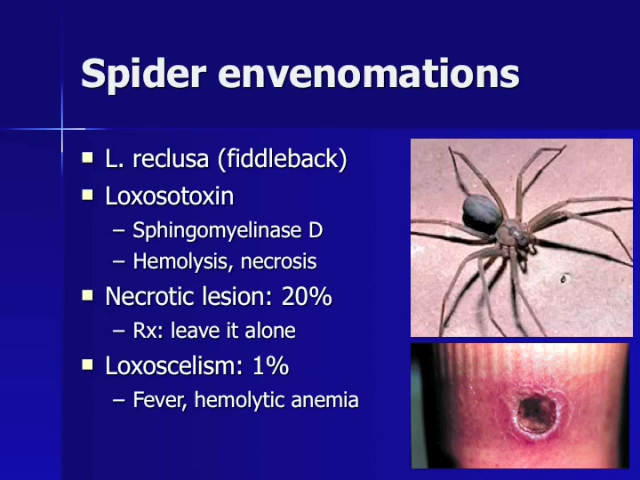 Spider envenomations
L. reclusa (fiddleback)
Loxosotoxin
– Sphingomyelinase D
– Hemolysis, necrosis
Necrotic lesion: 20%
– Rx: leave it alone
Loxoscelism: 1%
– Fever, hemolytic anemia